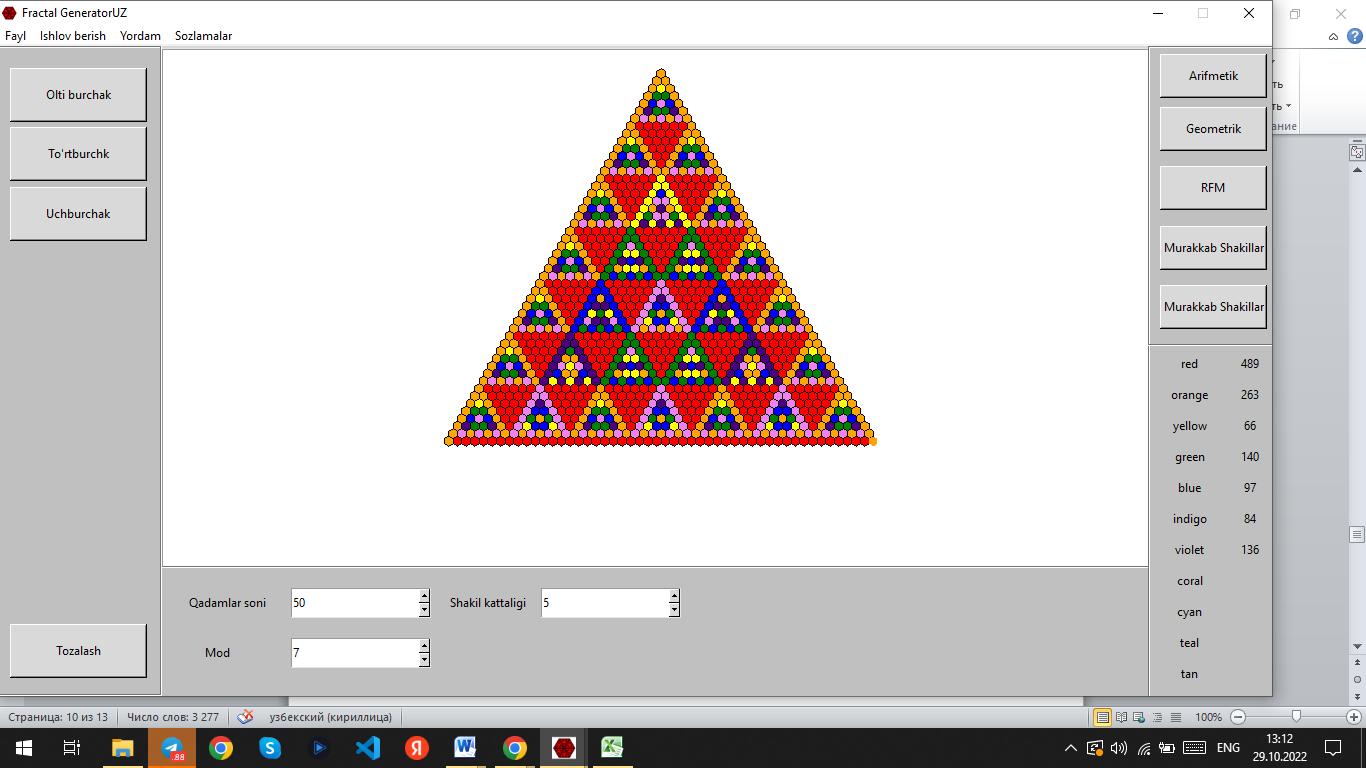 Fractal GeneratorUZ
Fayl Ishlov berish Yordam Sozlamalar
Olti burchak
To'rtburchk
Uchburchak
Tozalash
Arifmetik
Geometrik
RFM
Murakkab Shakillar
Murakkab Shakillar
red 489
orange 263
yellow 66
green 140
blue 97
indigo 84
violet 136
coral
cyan
teal
tan
Qadamlar soni 50 Shakil kattaligi 5
Mod 7
Страница: 10 из 13 Число слов: 3 277 узбекский (кириллица) 100%
.88
ENG
13:12
29.10.2022